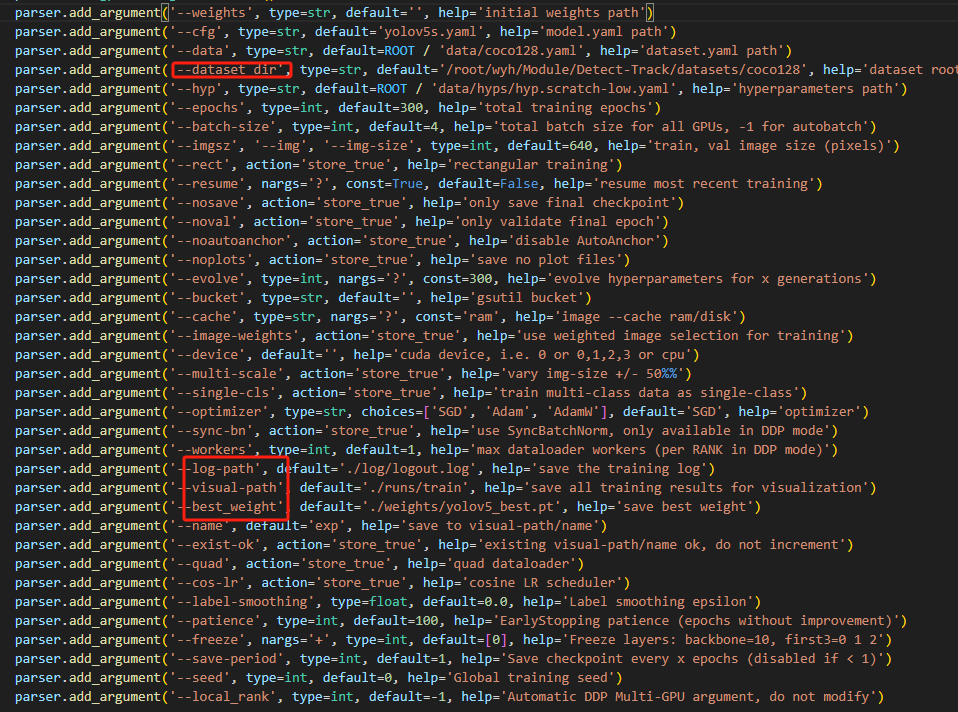 parser.add_argument('--weights', type=str, default='', help='initial weights path')
parser.add_argument('--cfg', type=str, default='yolov5s.yaml', help='model.yaml path')
parser.add_argument('--data', type=str, default=ROOT / 'data/coco128.yaml', help='dataset.yaml path')
parser.add_argument('--dataset_dir', type=str, default='/root/wyh/Module/Detect-Track/datasets/coco128', help='dataset root
parser.add_argument('--hyp', type=str, default=ROOT / 'data/hyps/hyp.scratch-low.yaml', help='hyperparameters path')
parser.add_argument('--epochs', type=int, default=300, help='total training epochs')
parser.add_argument('--batch-size', type=int, default=4, help='total batch size for all GPUs, -1 for autobatch')
parser.add_argument('--imgsz', '--img', '--img-size', type=int, default=640, help='train, val image size (pixels)')
parser.add_argument('--rect', action='store_true', help='rectangular training')
parser.add_argument('--resume', nargs='?', const=True, default=False, help='resume most recent training')
parser.add_argument('--nosave', action='store_true', help='only save final checkpoint')
parser.add_argument('--noval', action='store_true', help='only validate final epoch')
parser.add_argument('--noautoanchor', action='store_true', help='disable AutoAnchor')
parser.add_argument('--noplots', action='store_true', help='save no plot files')
parser.add_argument('--evolve', type=int, nargs='?', const=300, help='evolve hyperparameters for x generations')
parser.add_argument('--bucket', type=str, default='', help='gsutil bucket')
parser.add_argument('--cache', type=str, nargs='?', const='ram', help='image --cache ram/disk')
parser.add_argument('--image-weights', action='store_true', help='use weighted image selection for training')
parser.add_argument('--device', default='', help='cuda device, i.e. 0 or 0,1,2,3 or cpu')
parser.add_argument('--multi-scale', action='store_true', help='vary img-size +/- 50%%')
parser.add_argument('--single-cls', action='store_true', help='train multi-class data as single-class')
parser.add_argument('--optimizer', type=str, choices=['SGD', 'Adam', 'AdamW'], default='SGD', help='optimizer')
parser.add_argument('--sync-bn', action='store_true', help='use SyncBatchNorm, only available in DDP mode')
parser.add_argument('--workers', type=int, default=1, help='max dataloader workers (per RANK in DDP mode)')
parser.add_argument('--log-path', default='./log/logout.log', help='save the training log')
parser.add_argument('--visual-path', default='./runs/train', help='save all training results for visualization')
parser.add_argument('--best_weight', default='./weights/yolov5_best.pt', help='save best weight')
parser.add_argument('--name', default='exp', help='save to visual-path/name')
parser.add_argument('--exist-ok', action='store_true', help='existing visual-path/name ok, do not increment')
parser.add_argument('--quad', action='store_true', help='quad dataloader')
parser.add_argument('--cos-lr', action='store_true', help='cosine LR scheduler')
parser.add_argument('--label-smoothing', type=float, default=0.0, help='Label smoothing epsilon')
parser.add_argument('--patience', type=int, default=100, help='EarlyStopping patience (epochs without improvement)')
parser.add_argument('--freeze', nargs='+', type=int, default=[0], help='Freeze layers: backbone=10, first3=0 1 2')
parser.add_argument('--save-period', type=int, default=1, help='Save checkpoint every x epochs (disabled if < 1)')
parser.add_argument('--seed', type=int, default=0, help='Global training seed')
parser.add_argument('--local_rank', type=int, default=-1, help='Automatic DDP Multi-GPU argument, do not modify')